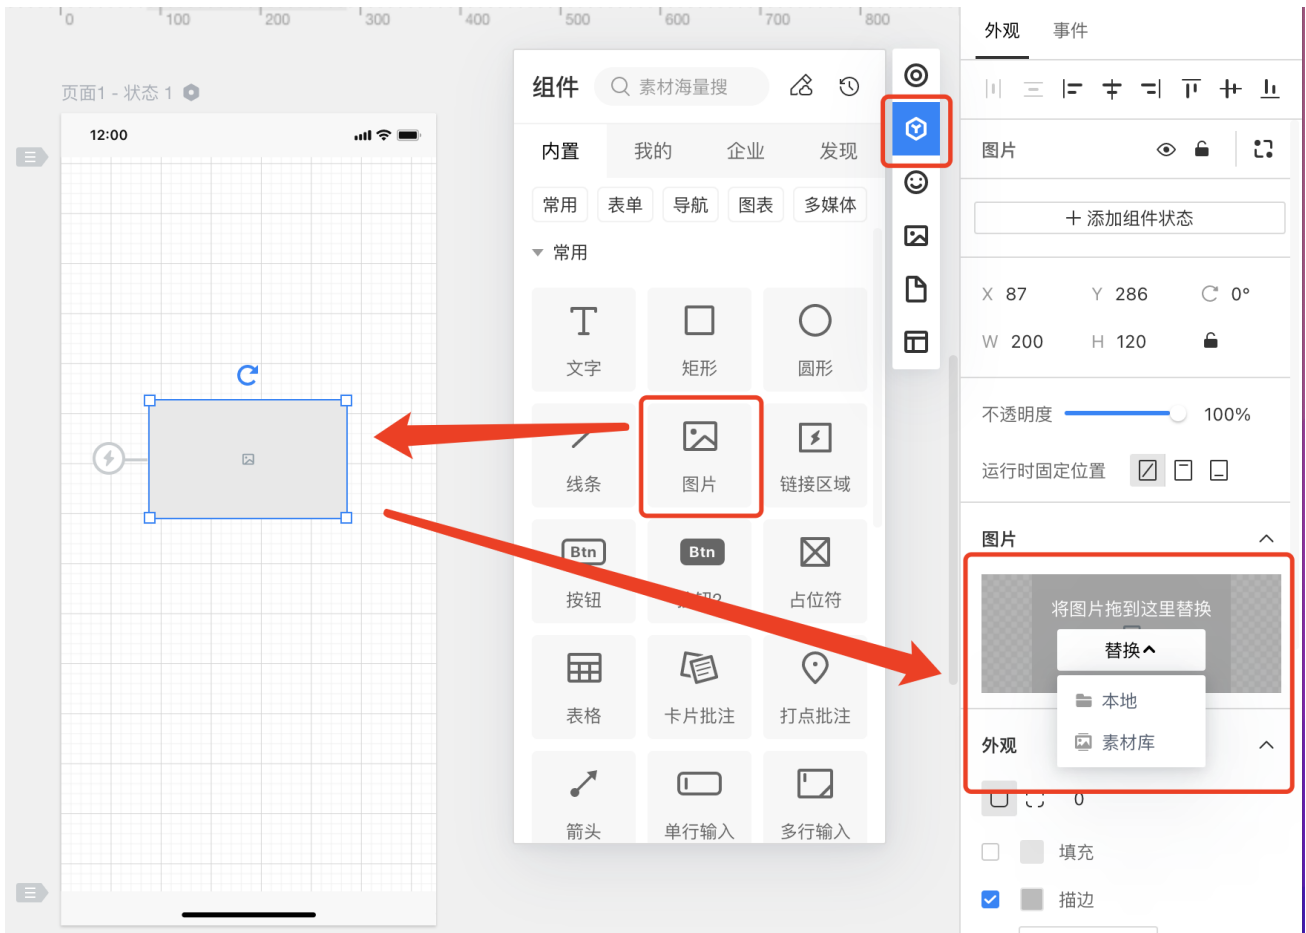 0 100 200 300 400 500 600 700 800
页面1 - 状态 1
12:00
组件
素材海量搜
内置 我的 企业 发现
常用 表单 导航 图表 多媒体
常用
文字 矩形 圆形
线条 图片 链接区域
Btn Btn
按钮 占位符
表格 卡片批注 打点批注
箭头 单行输入 多行输入
外观 事件
图片
添加组件状态
X 87 Y 286 0°
W 200 H 120
不透明度 100%
运行时固定位置
图片
将图片拖到这里替换
替换
本地
素材库
外观
0
填充
描边